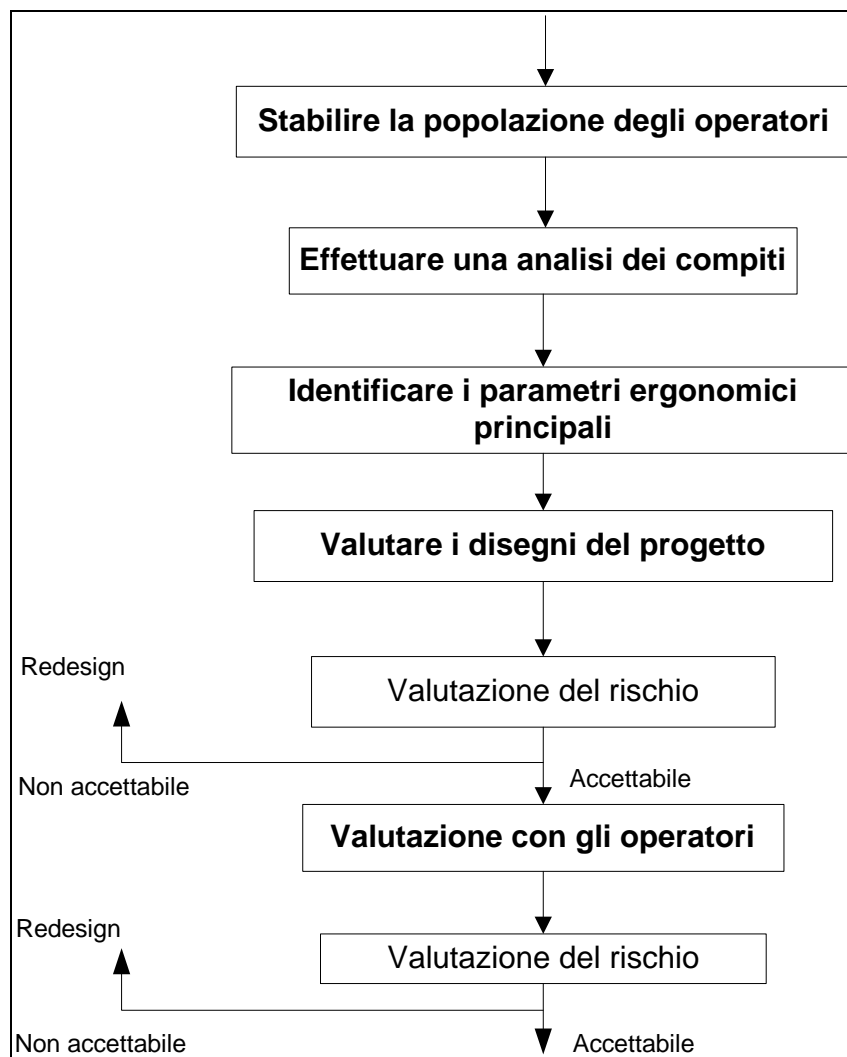 Stabilire la popolazione degli operatori
Effettuare una analisi dei compiti
Identificare i parametri ergonomici
principali
Valutare i disegni del progetto
Redesign
Valutazione del rischio
Non accettabile
Accettabile
Valutazione con gli operatori
Redesign
Valutazione del rischio
Non accettabile
Accettabile